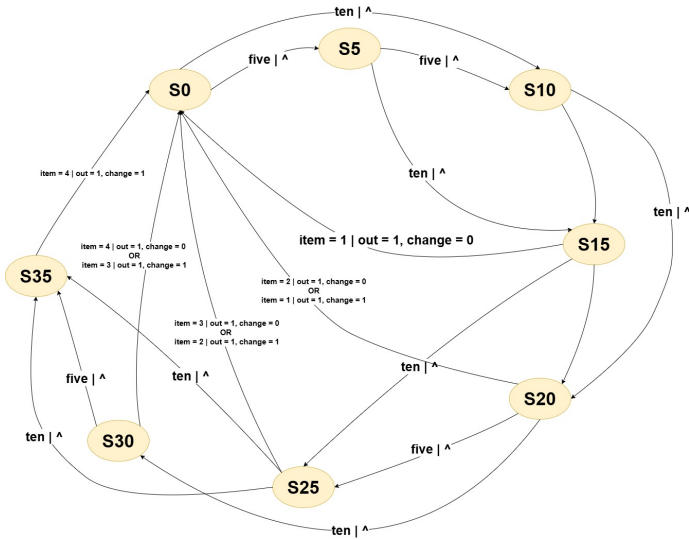 ten | ^
S5
five | ^
five | ^
S0
S10
item = 4 | out = 1, change = 1
ten | ^
ten | ^
item = 1 | out = 1, change = 0
S15
item = 4 | out = 1, change = 0
OR
item = 3 | out = 1, change = 1
S35
item = 2 | out = 1, change = 0
OR
item = 1 | out = 1, change = 1
item = 3 | out = 1, change = 0
OR
item = 2 | out = 1, change = 1
ten | ^
ten | ^
five | ^
S20
ten | ^
S30
five | ^
S25
ten | ^